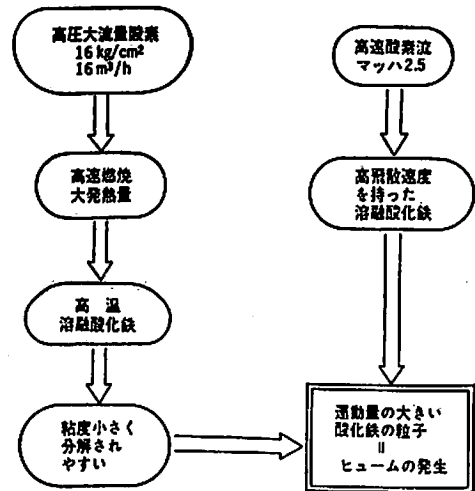 高圧大流量酸素
16kg/cm²
16m³/h
高速燃焼
大発熱量
高 温
溶融酸化鉄
粘度小さく
分解され
やすい
高速酸素流
マッハ2.5
高飛散速度
を持った
溶融酸化鉄
運動量の大きい
酸化鉄の粒子
॥
ヒュームの発生